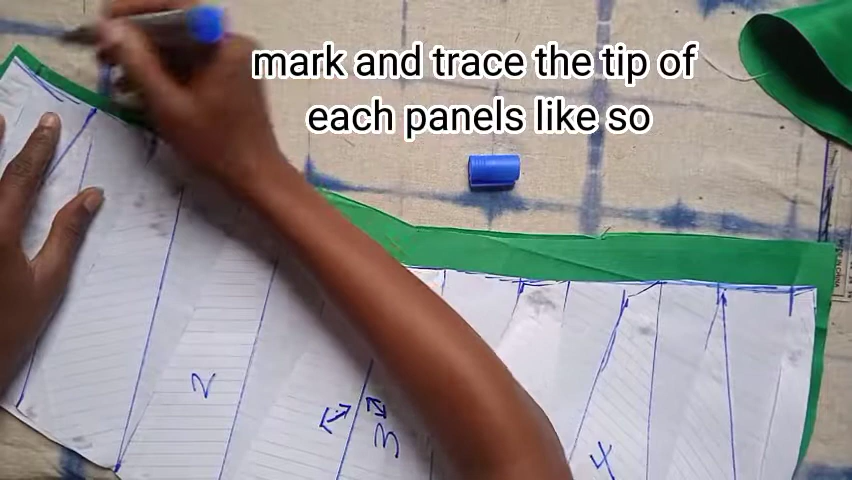 mark and trace the tip of
each panels like so
2
3
4